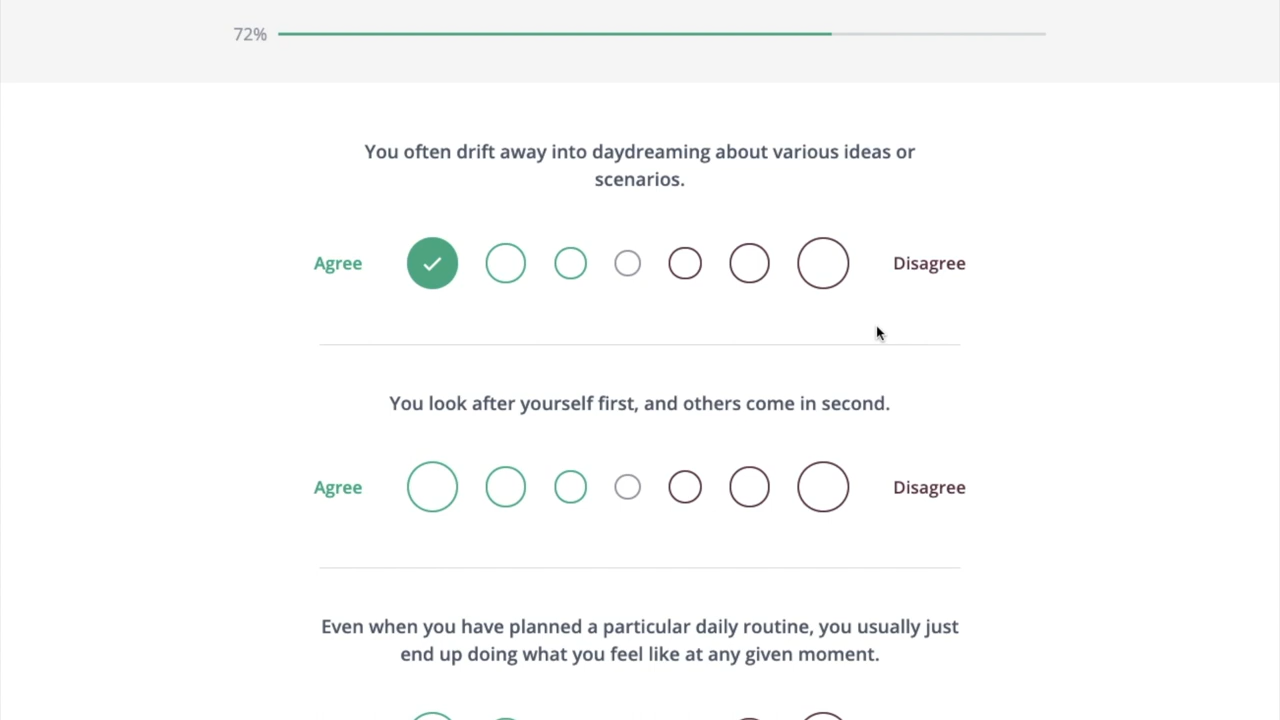 72%
You often drift away into daydreaming about various ideas or
scenarios.
Agree
Disagree
You look after yourself first, and others come in second.
Agree
Disagree
Even when you have planned a particular daily routine, you usually just
end up doing what you feel like at any given moment.